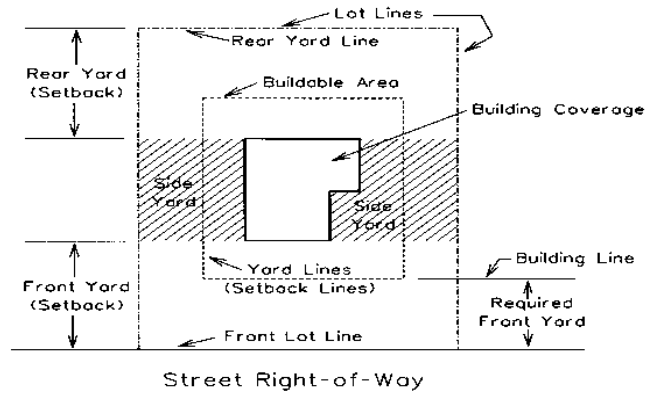 Lot Lines
Rear Yard Line
Rear Yard
(Setback)
Buildable Area
Building Coverage
Side
Yard
Side
Yard
Front Yard
(Setback)
Yard Lines
(Setback Lines)
Building Line
Required
Front Yard
Front Lot Line
Street Right-of-Way